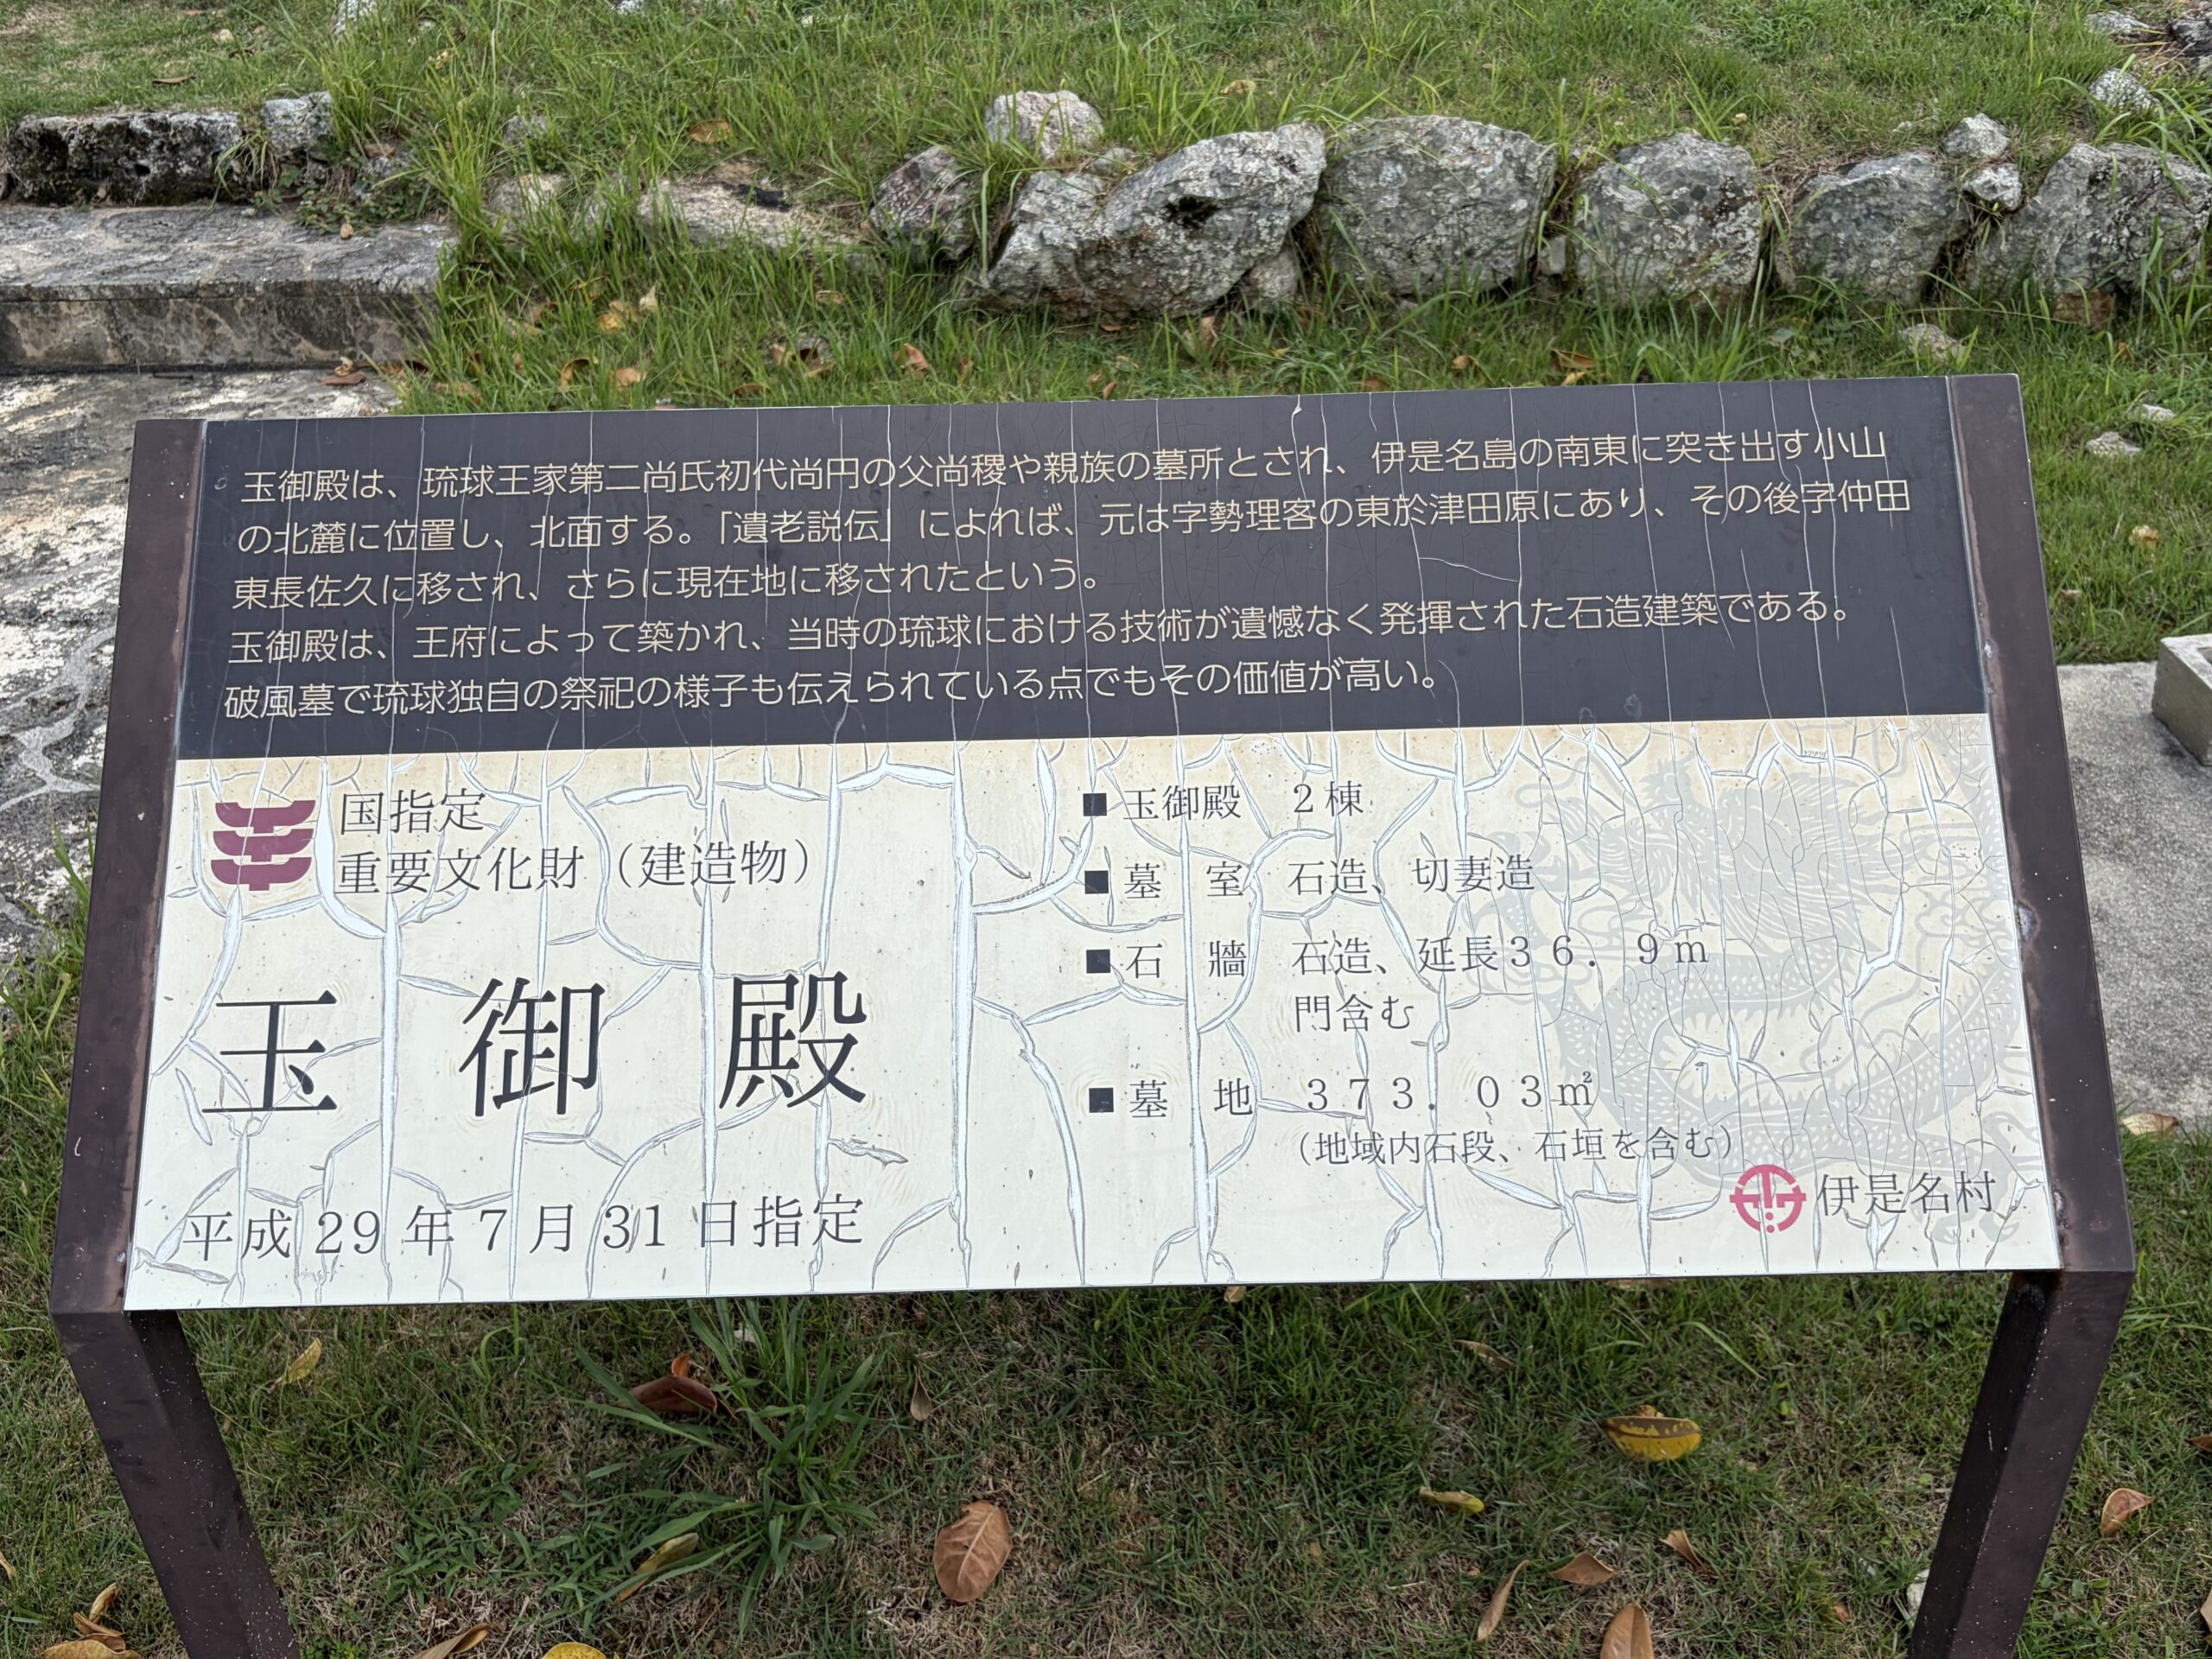 玉御殿は、琉球王家第二尚氏初代尚円の父尚稷や親族の墓所とされ、伊是名島の南東に突き出す小山
の北麓に位置し、北面する。「遺老説伝」によれば、元は字勢理客の東於津田原にあり、その後字仲田
東長佐久に移され、さらに現在地に移されたという。
玉御殿は、王府によって築かれ、当時の琉球における技術が遺憾なく発揮された石造建築である。
破風墓で琉球独自の祭祀の様子も伝えられている点でもその価値が高い。
国指定
重要文化財（建造物）
玉御殿
平成29年7月31日指定
■玉御殿　２棟
■墓　室　石造、切妻造
■石　牆　石造、延長３６．９ｍ
門含む
■墓　地　３７３．０３㎡
（地域内石段、石垣を含む）
伊是名村